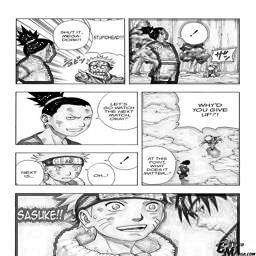 SHUT IT,
MEGA-
DORK!!
STUPIDHEAD!!
!
LET'S
GO WATCH
THE NEXT
MATCH,
OKAY?
WHY'D
YOU GIVE
UP?!
NEXT
IS...
OH...!
!
AT THIS
POINT,
WHAT
DOES IT
MATTER..?
SASUKE!!